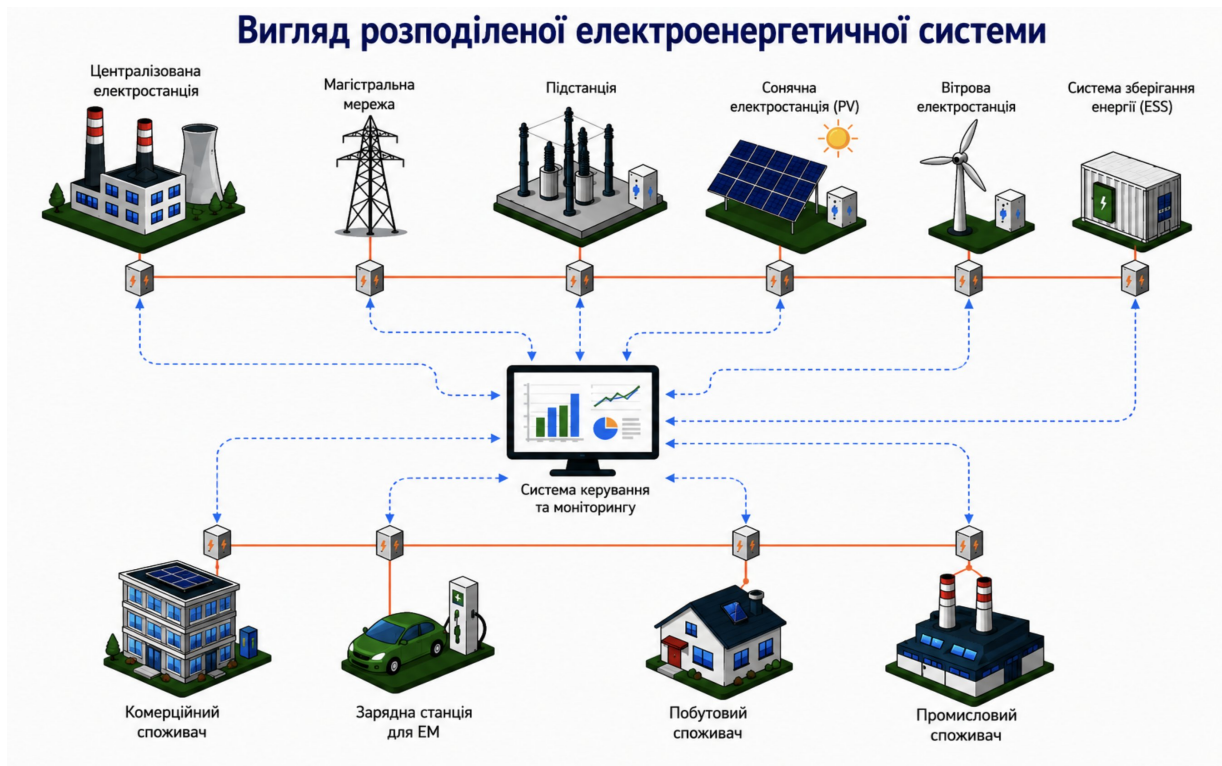 Вигляд розподіленої електроенергетичної системи
Централізована
електростанція
Магістральна
мережа
Підстанція
Сонячна
електростанція (PV)
Вітрова
електростанція
Система зберігання
енергії (ESS)
Система керування
та моніторингу
Комерційний
споживач
Зарядна станція
для ЕМ
Побутовий
споживач
Промисловий
споживач